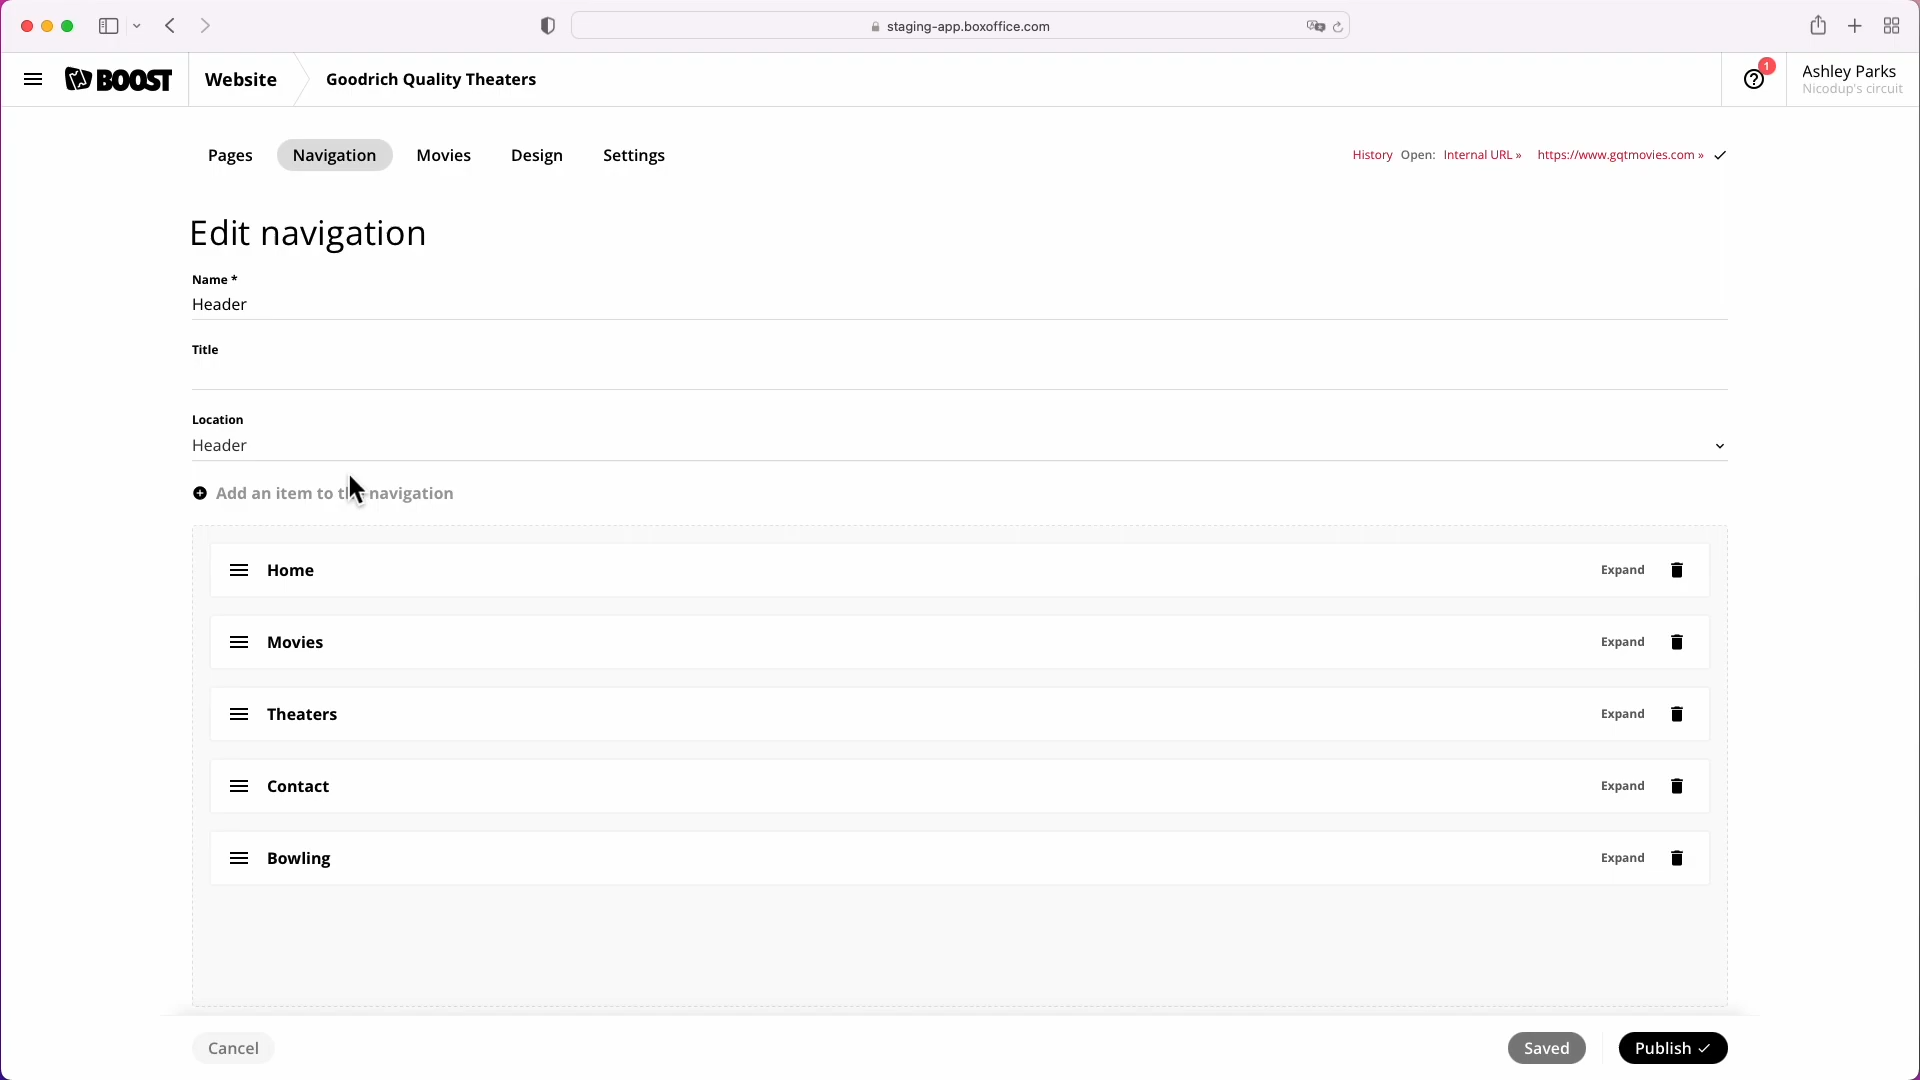 staging-app.boxoffice.com
BOOST
Website
Goodrich Quality Theaters
1
Ashley Parks
Nicodup's circuit
Pages
Navigation
Movies
Design
Settings
History Open: Internal URL » https://www.gqtmovies.com »
Edit navigation
Name *
Header
Title
Location
Header
Add an item to the navigation
Home
Expand
Movies
Expand
Theaters
Expand
Contact
Expand
Bowling
Expand
Cancel
Saved
Publish